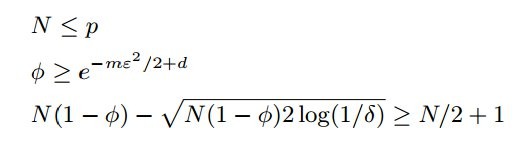 N ≤ p
ϕ ≥ e^{−mε²/2+d}
N(1 − ϕ) − √(N(1 − ϕ)2 log(1/δ)) ≥ N/2 + 1